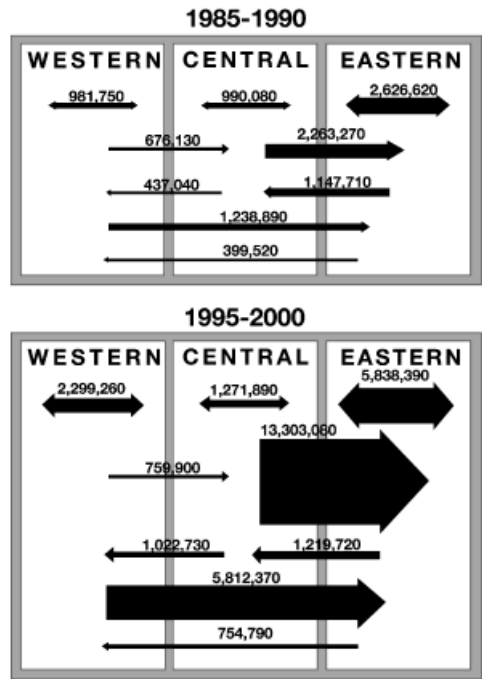 1985-1990
WESTERN CENTRAL EASTERN
981,750 990,080 2,626,620
676,130 2,263,270
437,040 1,147,710
1,238,890
399,520
1995-2000
WESTERN CENTRAL EASTERN
2,299,260 1,271,890 5,838,390
13,303,060
759,900
1,022,730 1,219,720
5,812,370
754,790